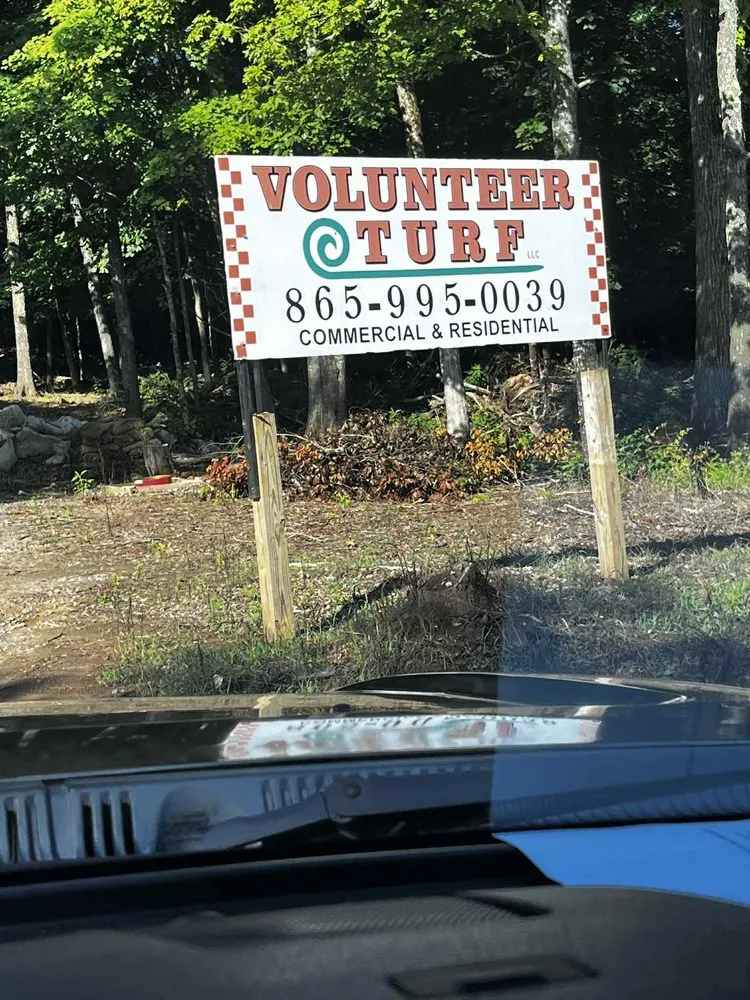 VOLUNTEER
TURF LLC
865-995-0039
COMMERCIAL & RESIDENTIAL